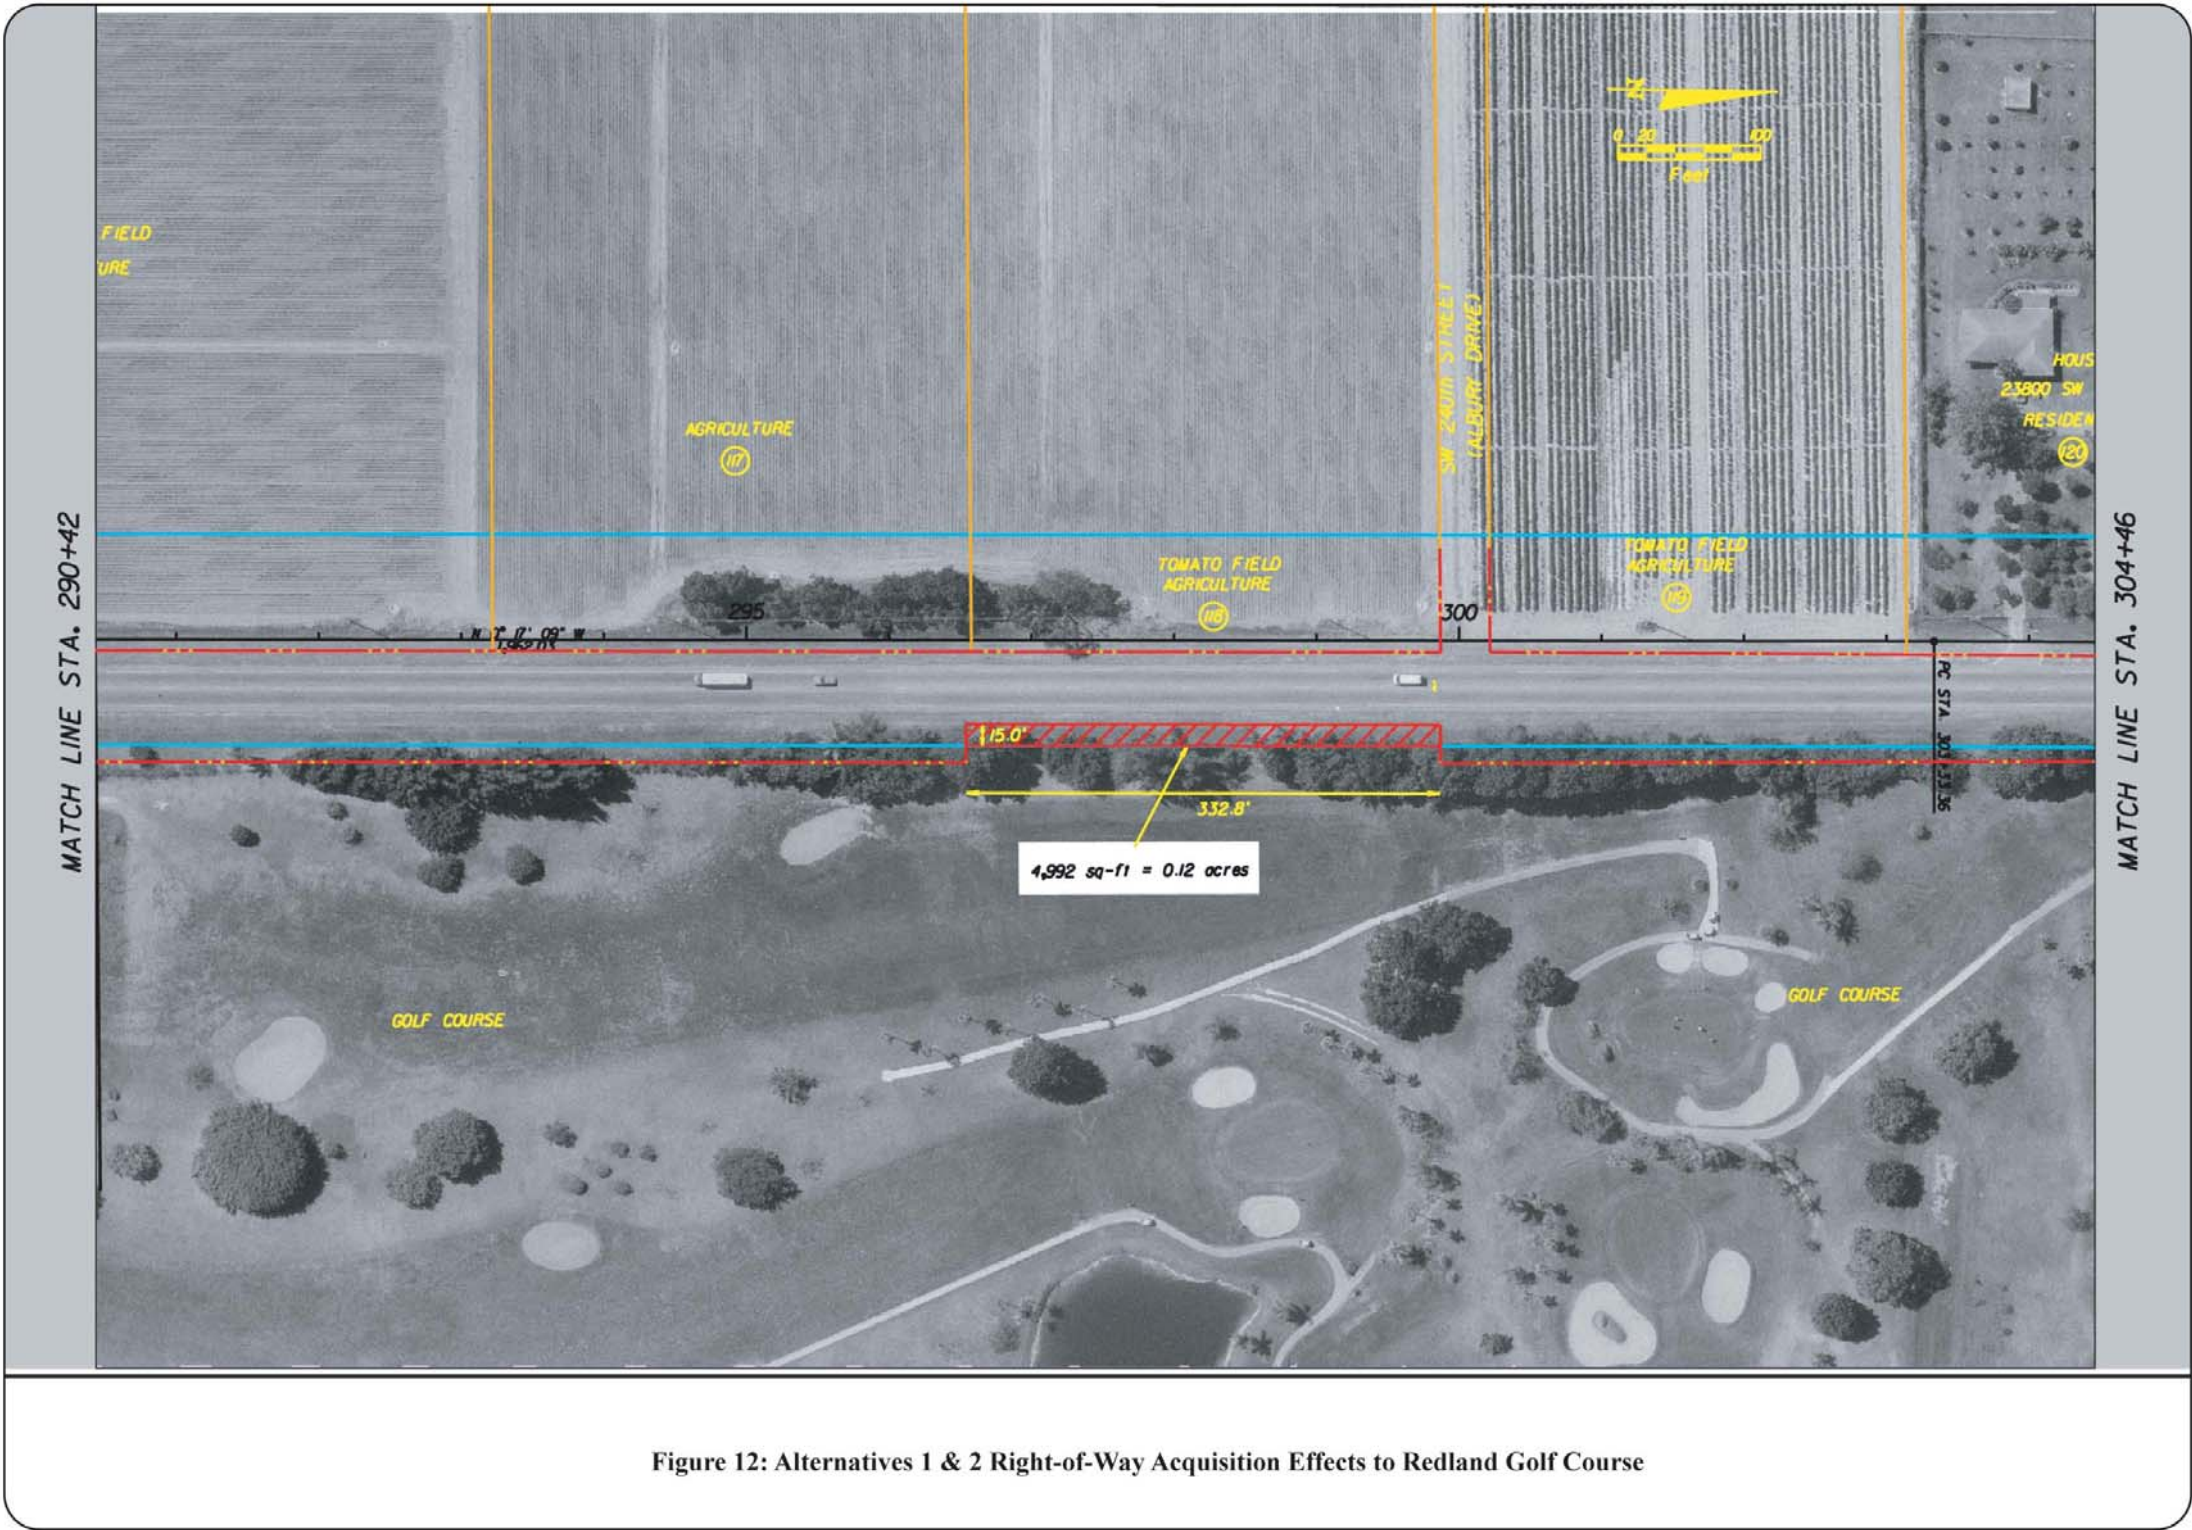 N
0 20 100
Feet
FIELD
URE
HOUS
23800 SW
RESIDEN
120
AGRICULTURE
117
SW 240TH STREET
(ALBURY DRIVE)
TOMATO FIELD
AGRICULTURE
118
TOMATO FIELD
AGRICULTURE
119
295
300
17' 09" W
MATCH LINE STA. 290+42
MATCH LINE STA. 304+46
PC STA.
15.0'
332.8'
4,992 sq-ft = 0.12 acres
GOLF COURSE
GOLF COURSE
Figure 12: Alternatives 1 & 2 Right-of-Way Acquisition Effects to Redland Golf Course